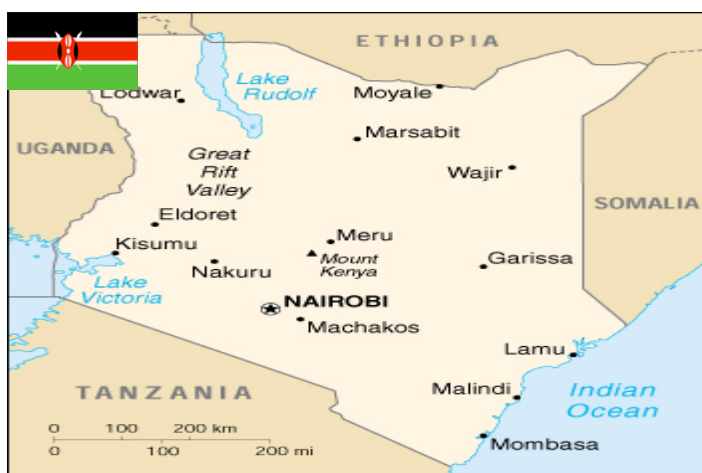 ETHIOPIA
Lake
Rudolf
Lodwar
Moyale
Marsabit
UGANDA
Great
Rift
Valley
Wajir
SOMALIA
Eldoret
Kisumu
Meru
Mount
Kenya
Garissa
Nakuru
Lake
Victoria
NAIROBI
Machakos
Lamu
TANZANIA
Malindi
Indian
Ocean
0 100 200 km
0 100 200 mi
Mombasa